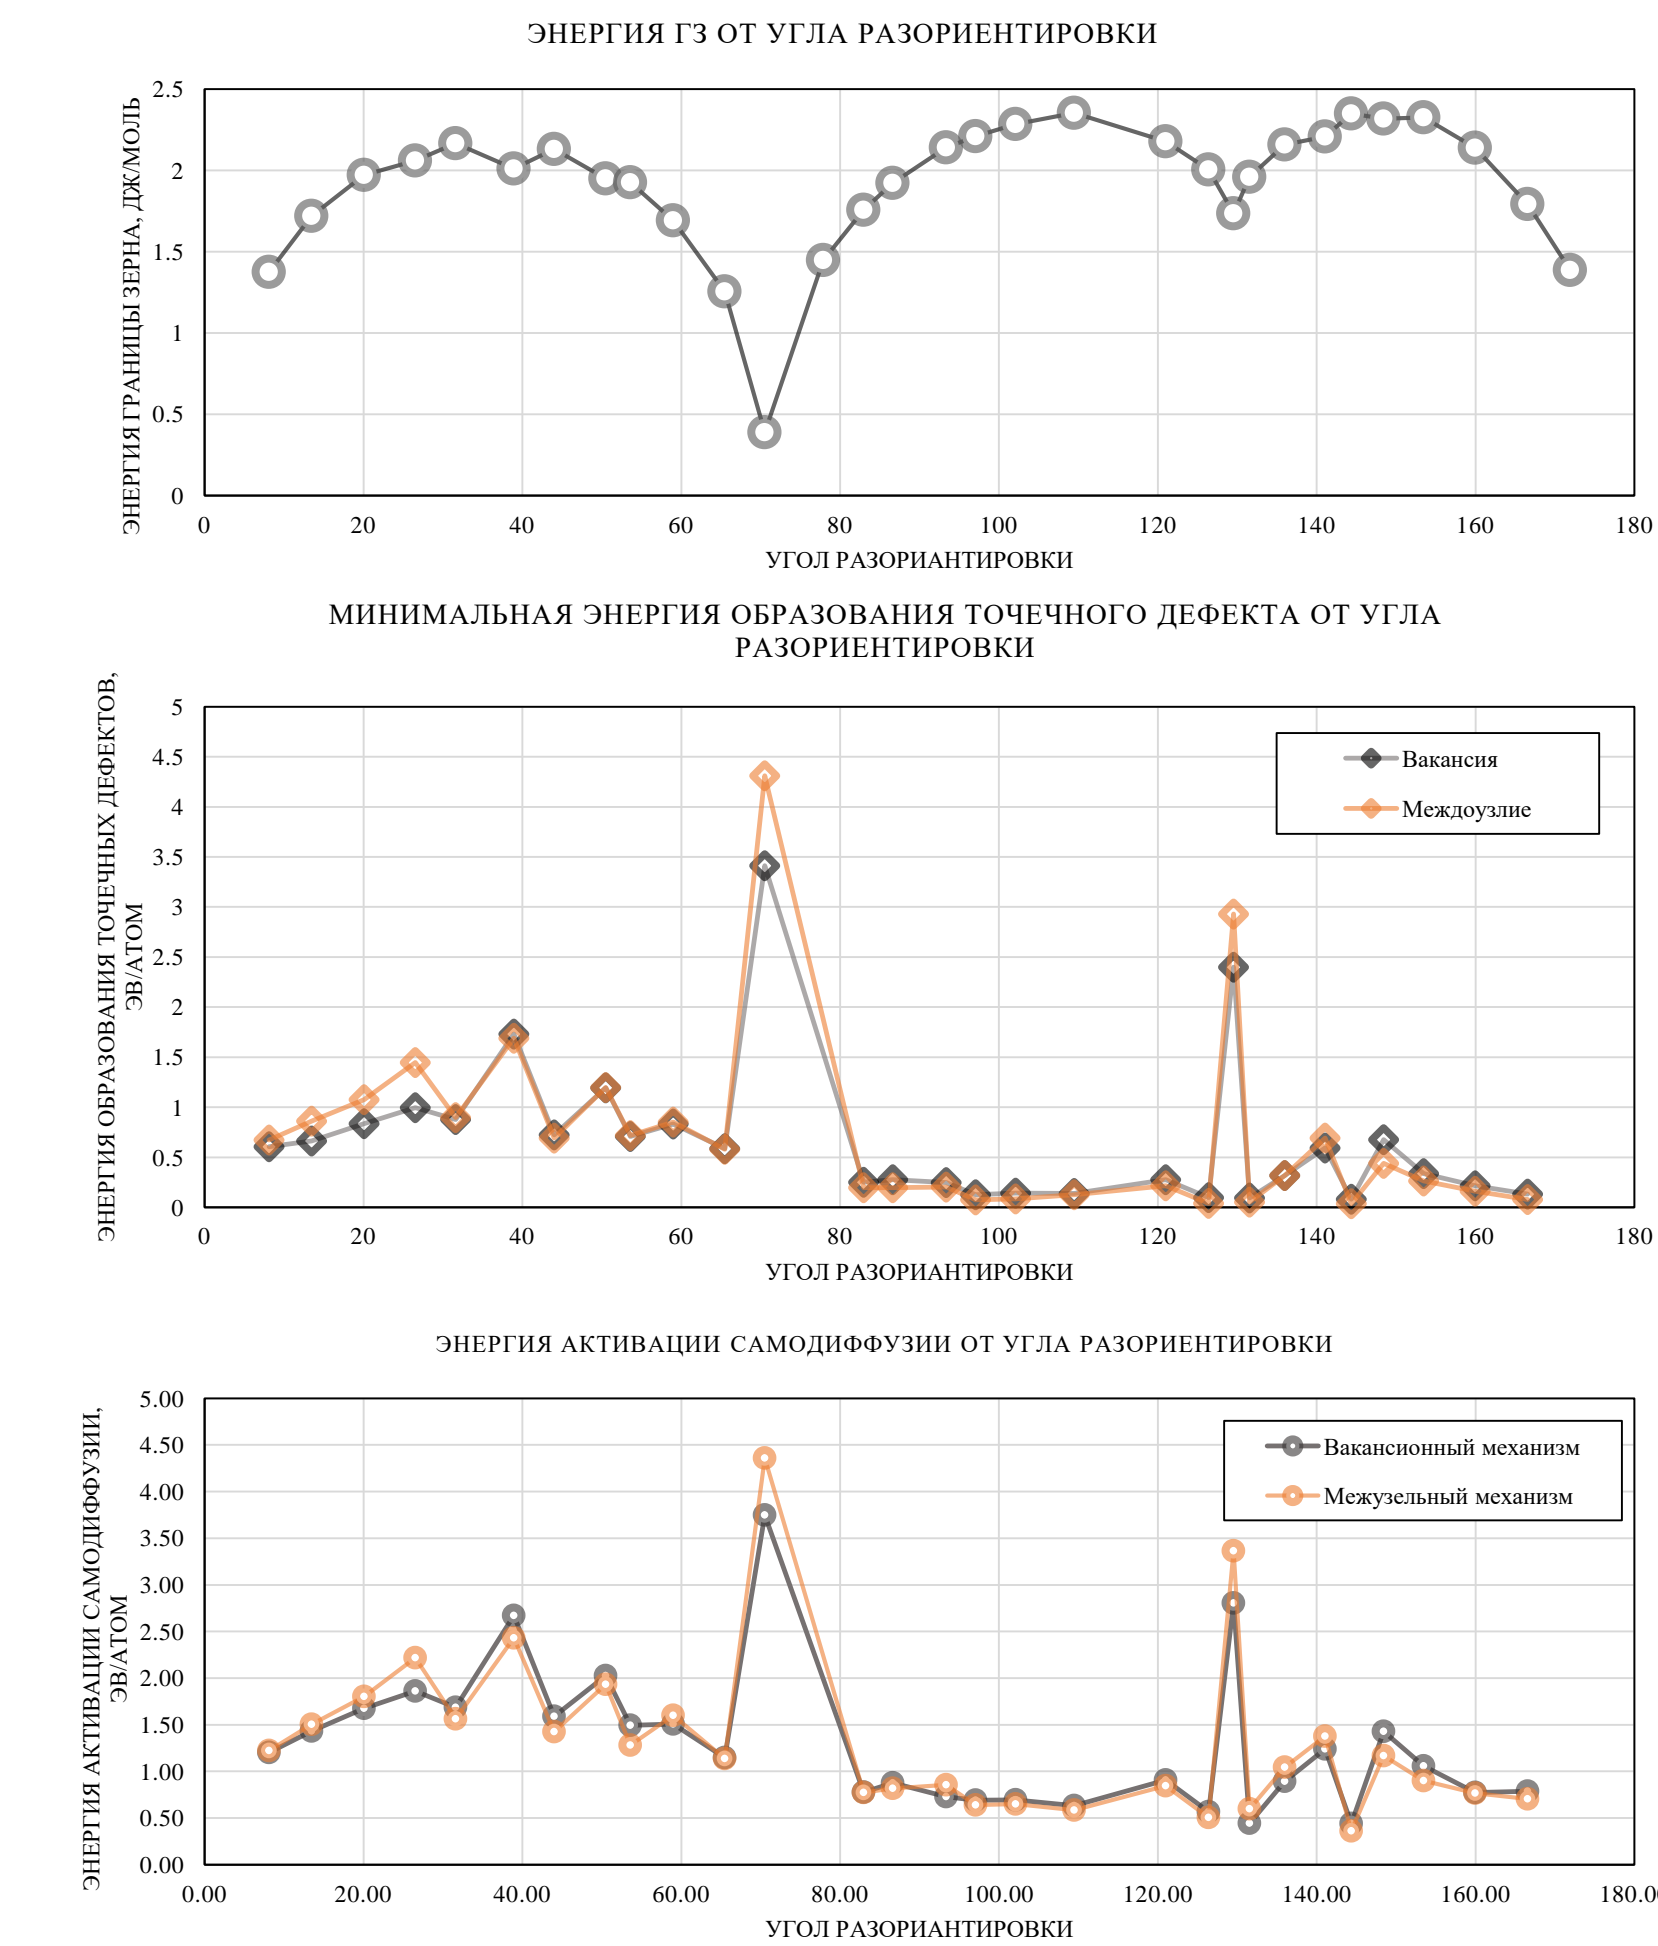 ЭНЕРГИЯ ГЗ ОТ УГЛА РАЗОРИЕНТИРОВКИ
ЭНЕРГИЯ ГРАНИЦЫ ЗЕРНА, ДЖ/МОЛЬ
2.5
2
1.5
1
0.5
0
0 20 40 60 80 100 120 140 160 180
УГОЛ РАЗОРИАНТИРОВКИ
МИНИМАЛЬНАЯ ЭНЕРГИЯ ОБРАЗОВАНИЯ ТОЧЕЧНОГО ДЕФЕКТА ОТ УГЛА
РАЗОРИЕНТИРОВКИ
ЭНЕРГИЯ ОБРАЗОВАНИЯ ТОЧЕЧНЫХ ДЕФЕКТОВ,
ЭВ/АТОМ
5
4.5
4
3.5
3
2.5
2
1.5
1
0.5
0
Вакансия
Междоузлие
0 20 40 60 80 100 120 140 160 180
УГОЛ РАЗОРИАНТИРОВКИ
ЭНЕРГИЯ АКТИВАЦИИ САМОДИФФУЗИИ ОТ УГЛА РАЗОРИЕНТИРОВКИ
ЭНЕРГИЯ АКТИВАЦИИ САМОДИФФУЗИИ,
ЭВ/АТОМ
5.00
4.50
4.00
3.50
3.00
2.50
2.00
1.50
1.00
0.50
0.00
Вакансионный механизм
Межузельный механизм
0.00 20.00 40.00 60.00 80.00 100.00 120.00 140.00 160.00 180.0
УГОЛ РАЗОРИАНТИРОВКИ